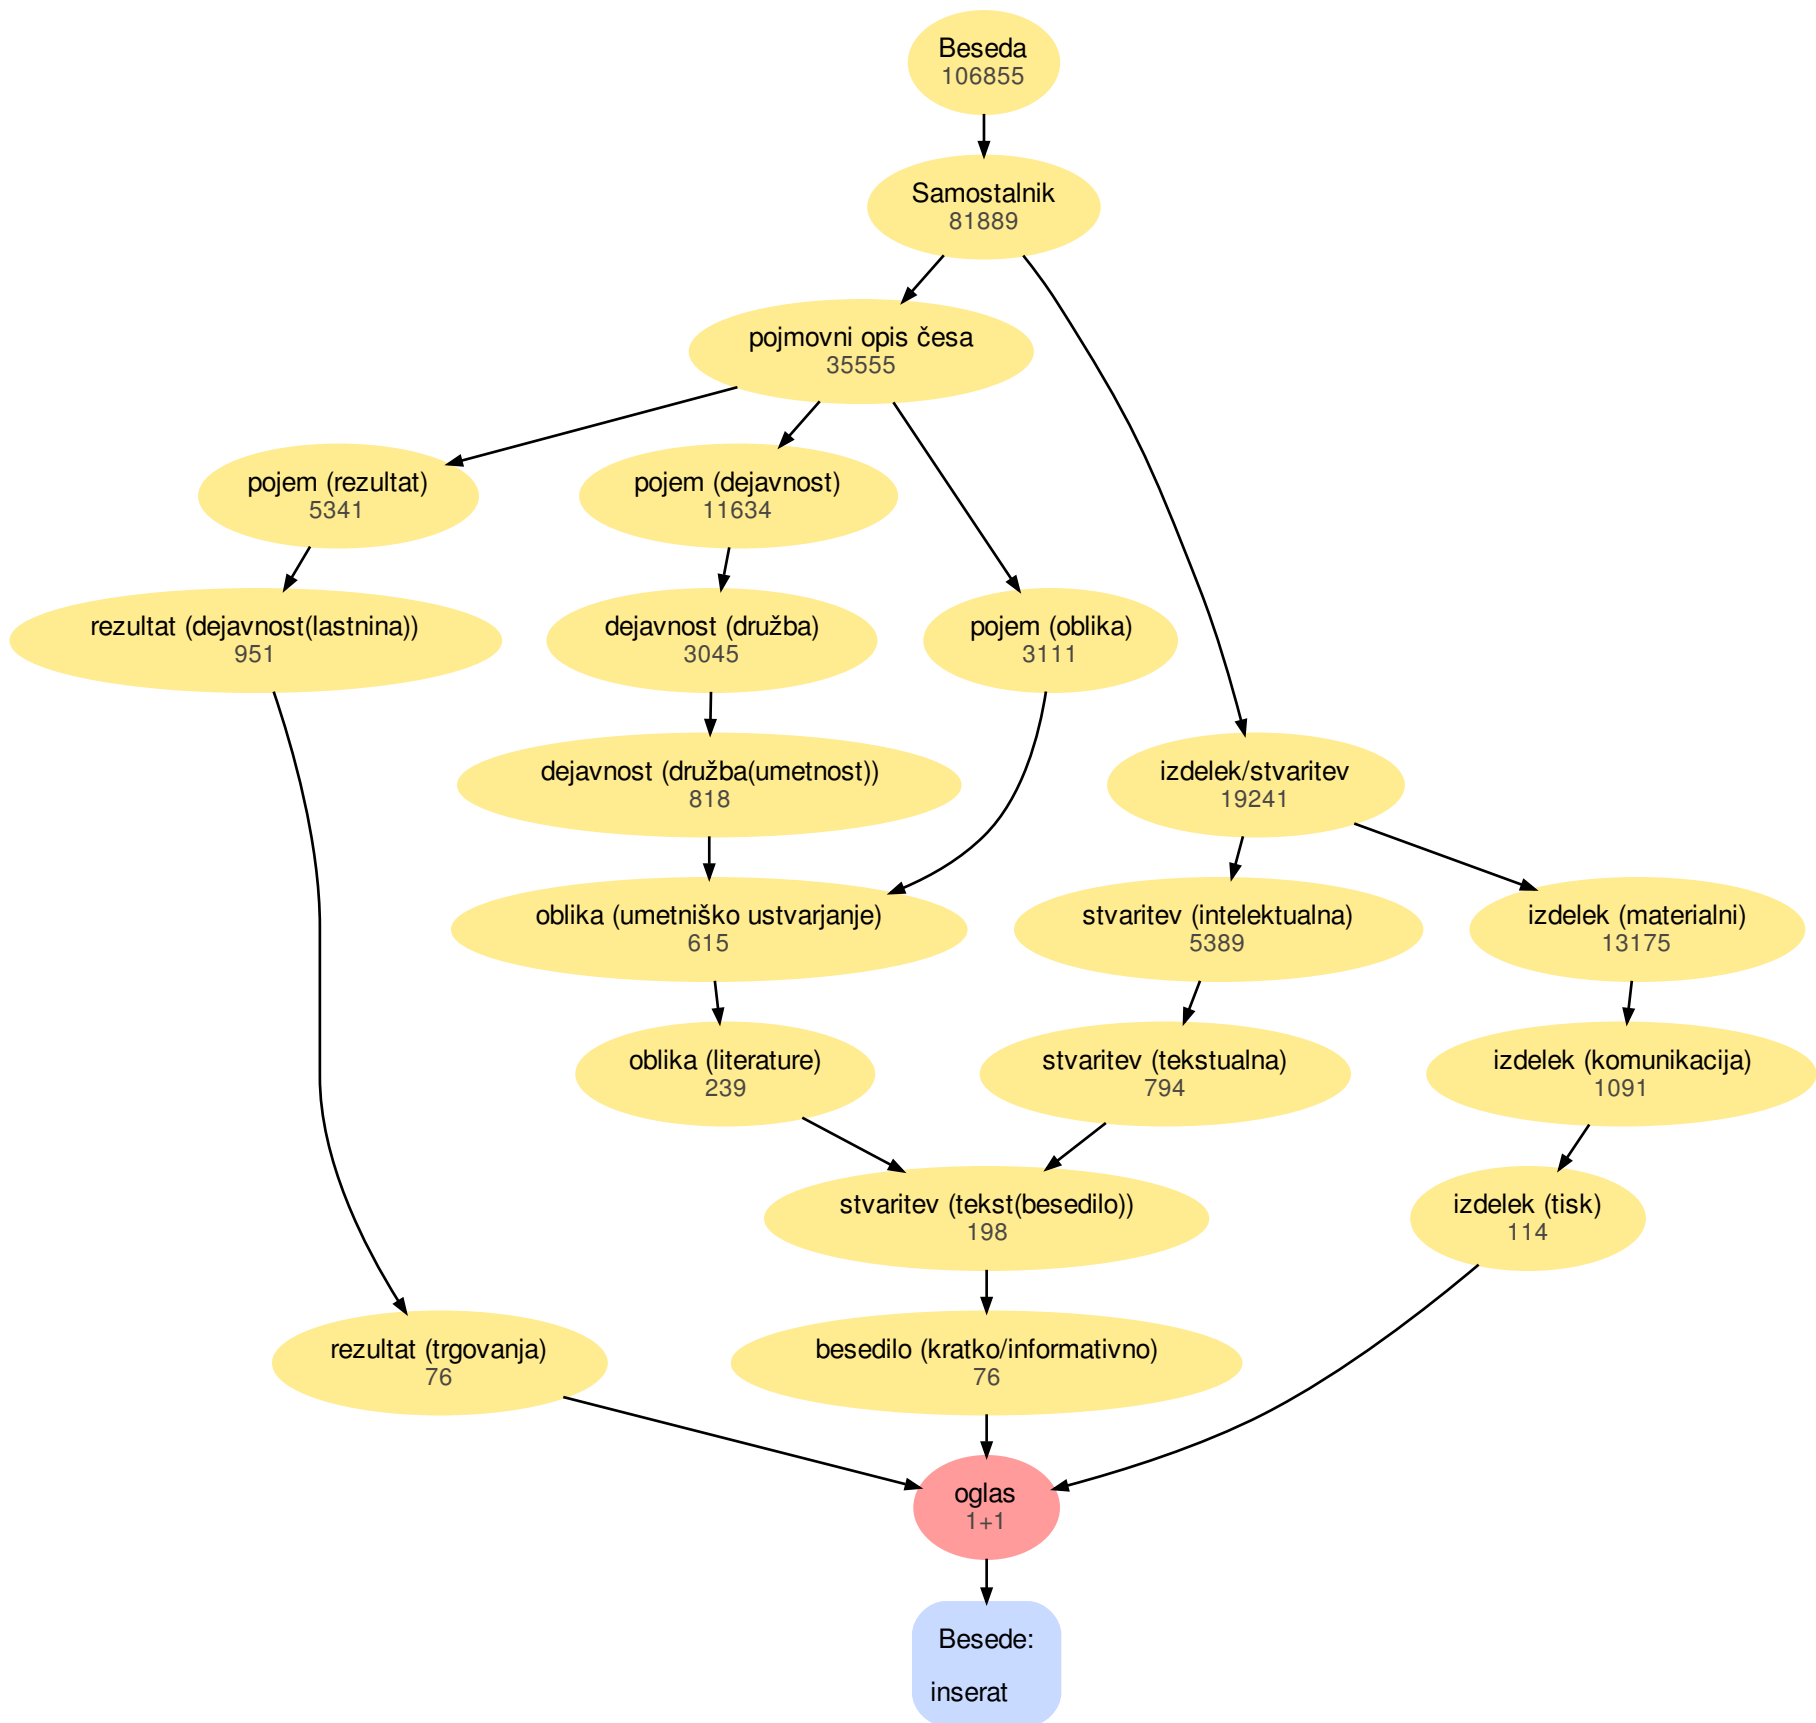 Beseda
106855
Samostalnik
81889
pojmovni opis česa
35555
pojem (rezultat)
5341
pojem (dejavnost)
11634
rezultat (dejavnost(lastnina))
951
dejavnost (družba)
3045
pojem (oblika)
3111
dejavnost (družba(umetnost))
818
izdelek/stvaritev
19241
oblika (umetniško ustvarjanje)
615
stvaritev (intelektualna)
5389
izdelek (materialni)
13175
oblika (literature)
239
stvaritev (tekstualna)
794
izdelek (komunikacija)
1091
stvaritev (tekst(besedilo))
198
izdelek (tisk)
114
rezultat (trgovanja)
76
besedilo (kratko/informativno)
76
oglas
1+1
Besede:
inserat